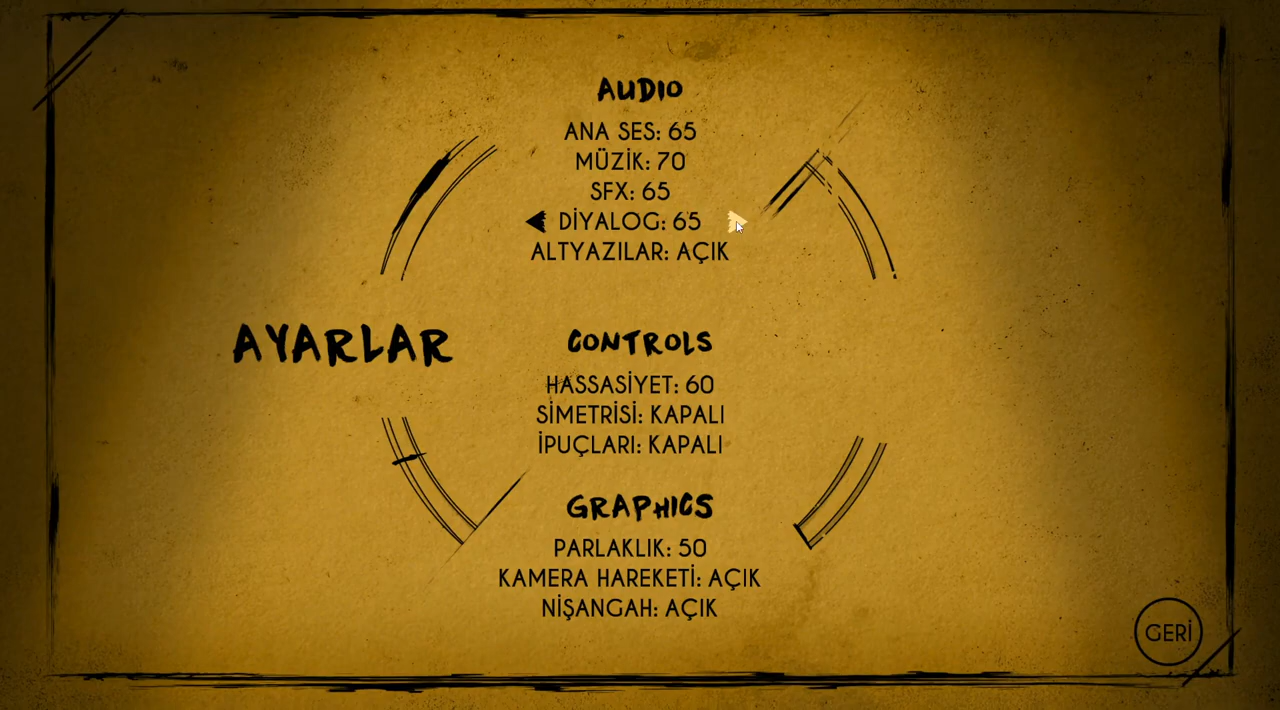 AUDIO
ANA SES: 65
MÜZİK: 70
SFX: 65
DİYALOG: 65
ALTYAZILAR: AÇIK
AYARLAR
CONTROLS
HASSASİYET: 60
SİMETRİSİ: KAPALI
İPUÇLARI: KAPALI
GRAPHICS
PARLAKLIK: 50
KAMERA HAREKETİ: AÇIK
NİŞANGAH: AÇIK
GERİ